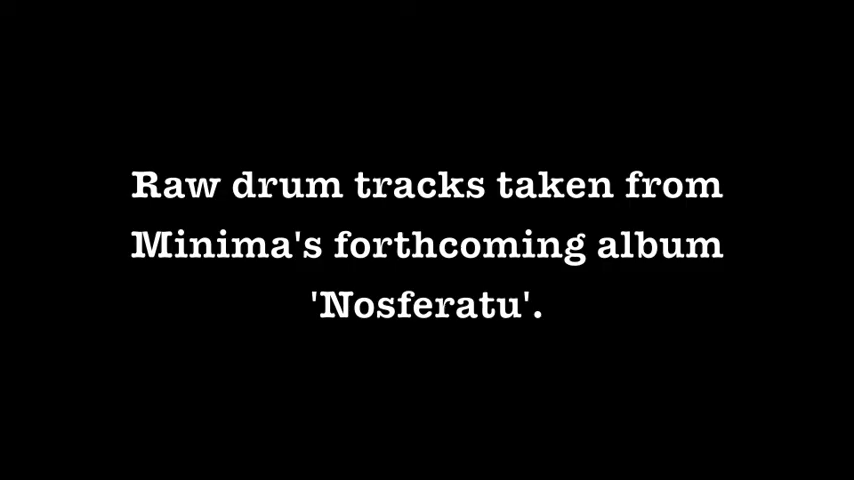 Raw drum tracks taken from
Minima's forthcoming album
'Nosferatu'.